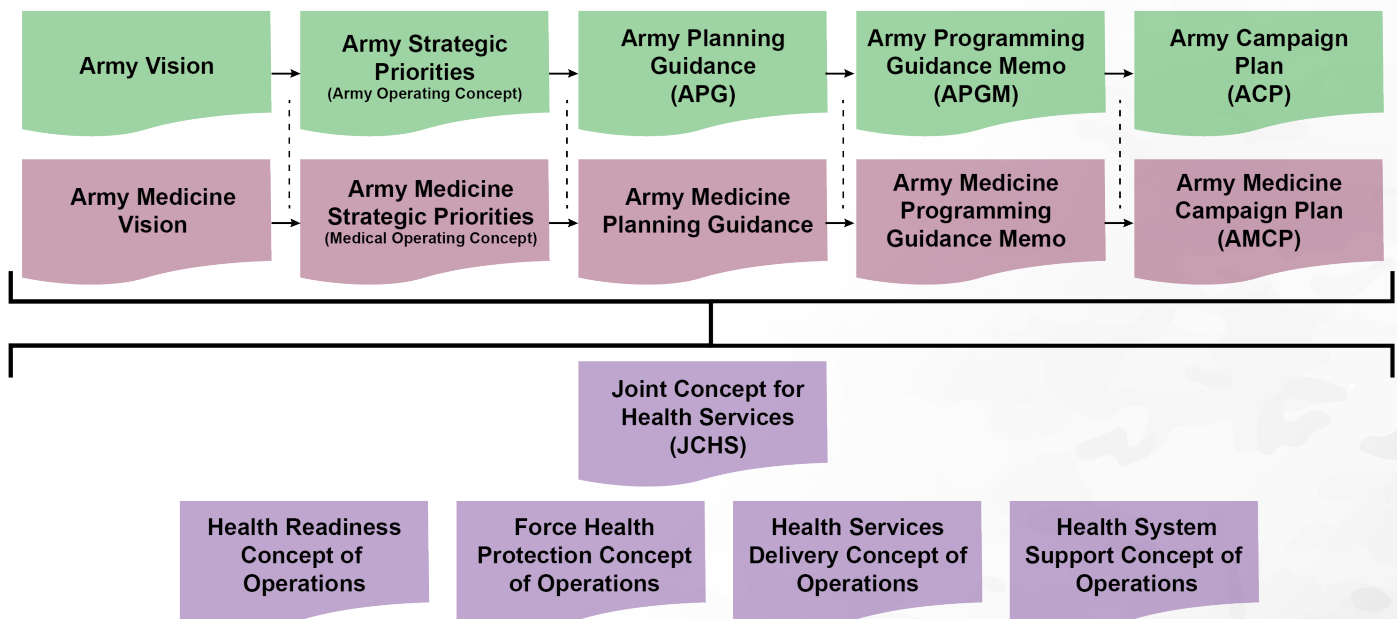 Army Vision
Army Strategic
Priorities
(Army Operating Concept)
Army Planning
Guidance
(APG)
Army Programming
Guidance Memo
(APGM)
Army Campaign
Plan
(ACP)
Army Medicine
Vision
Army Medicine
Strategic Priorities
(Medical Operating Concept)
Army Medicine
Planning Guidance
Army Medicine
Programming
Guidance Memo
Army Medicine
Campaign Plan
(AMCP)
Joint Concept for
Health Services
(JCHS)
Health Readiness
Concept of
Operations
Force Health
Protection Concept
of Operations
Health Services
Delivery Concept of
Operations
Health System
Support Concept of
Operations